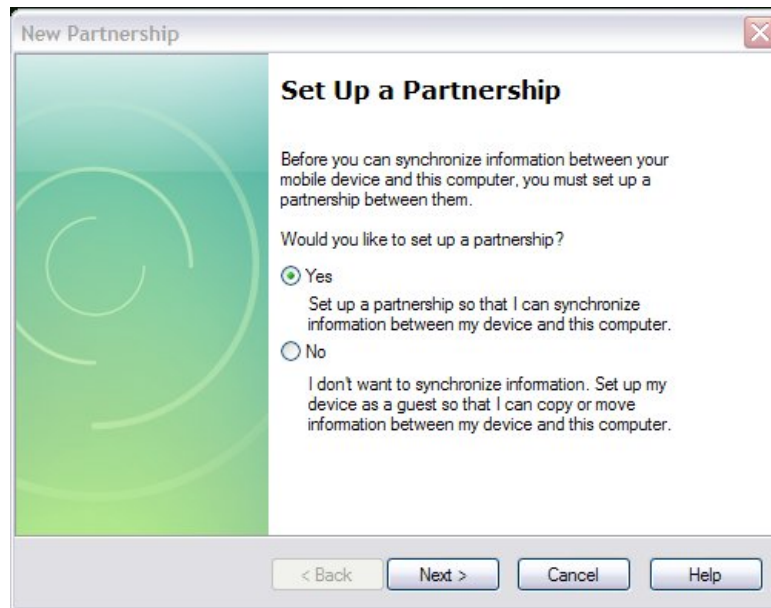 New Partnership
Set Up a Partnership
Before you can synchronize information between your
mobile device and this computer, you must set up a
partnership between them.
Would you like to set up a partnership?
Yes
Set up a partnership so that I can synchronize
information between my device and this computer.
No
I don't want to synchronize information. Set up my
device as a guest so that I can copy or move
information between my device and this computer.
< Back Next > Cancel Help